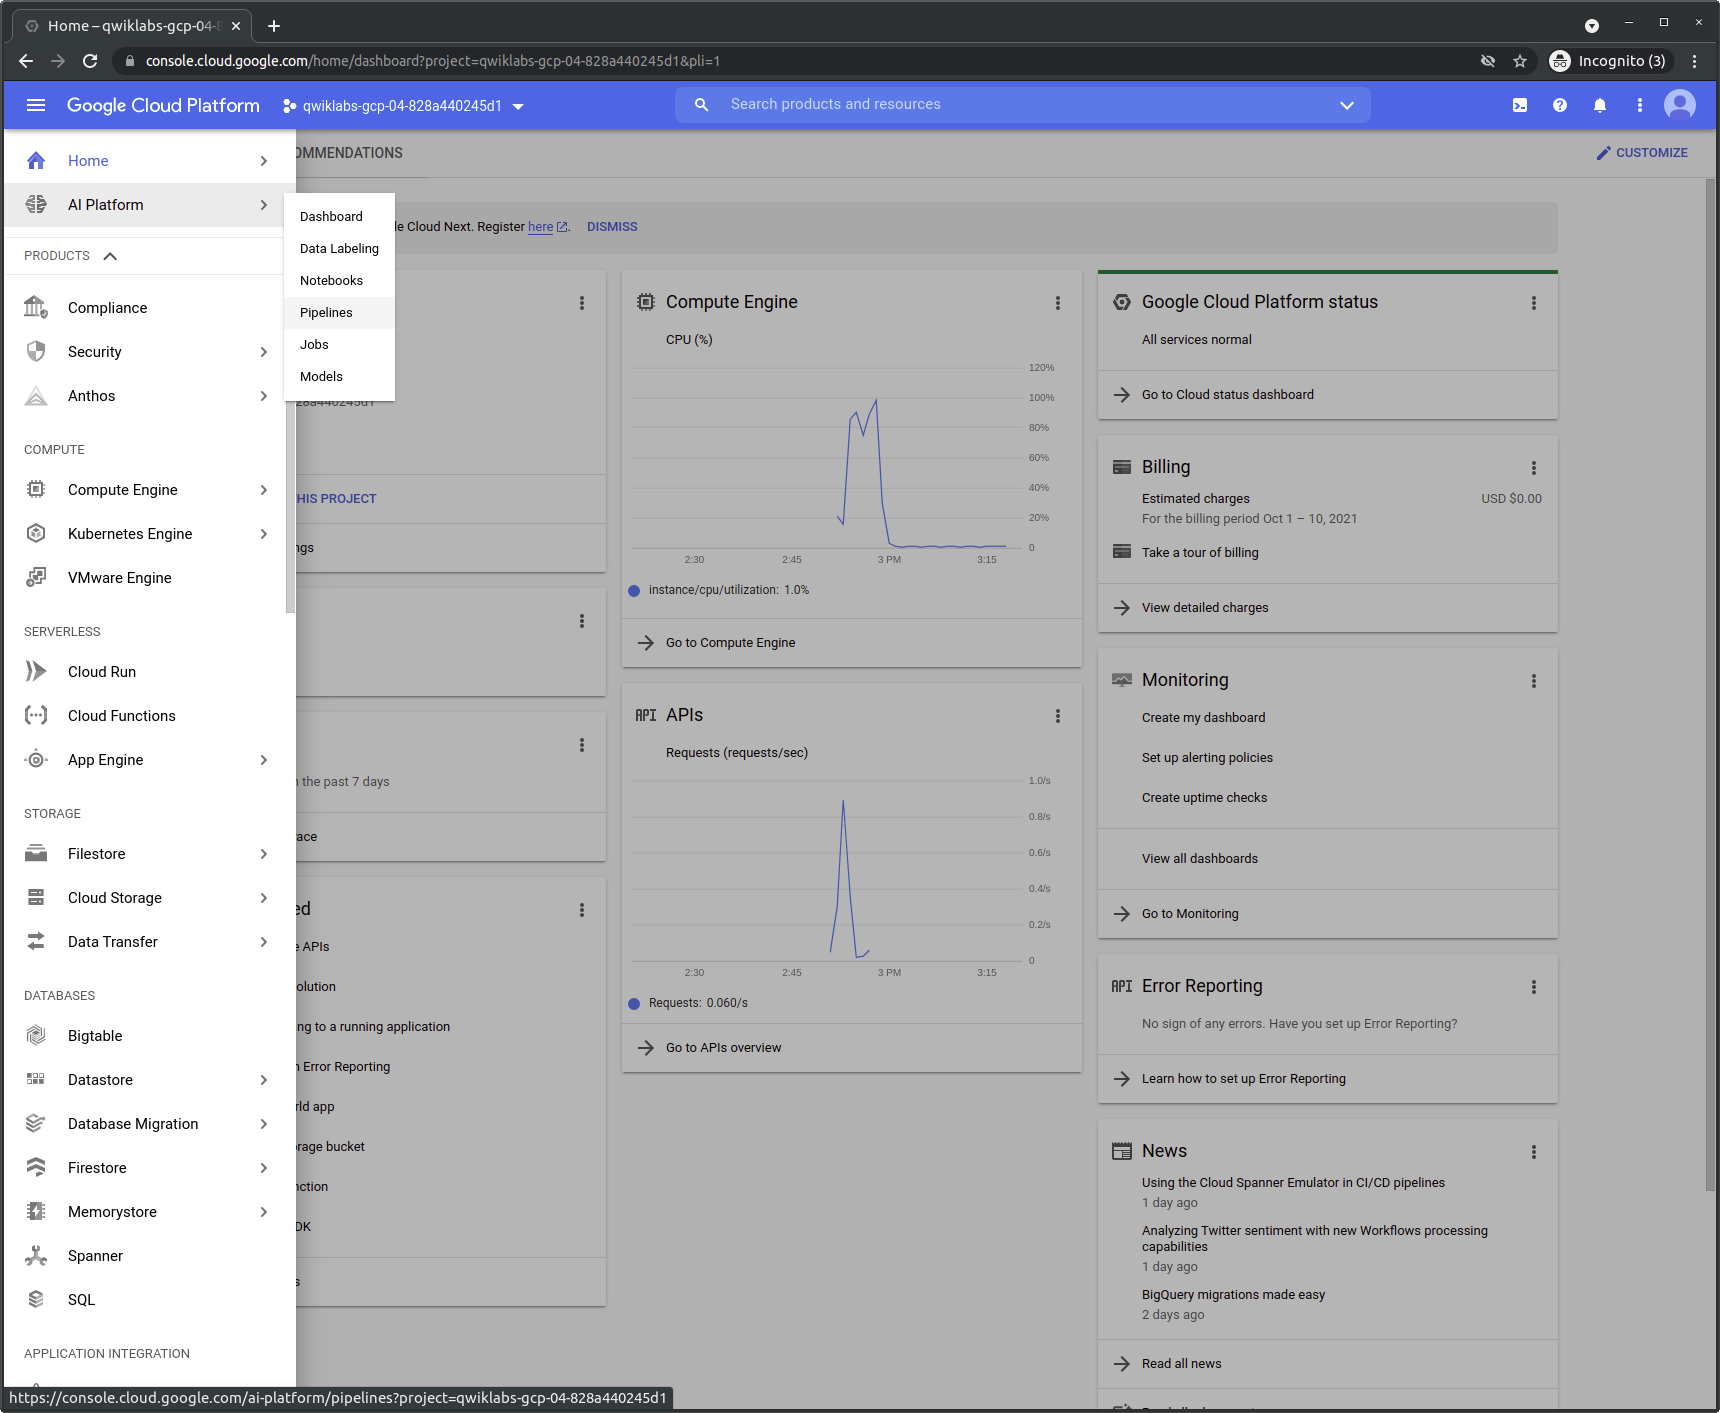 Home – qwiklabs-gcp-04-8
console.cloud.google.com/home/dashboard?project=qwiklabs-gcp-04-828a440245d1&pli=1
Incognito (3)
Google Cloud Platform
qwiklabs-gcp-04-828a440245d1
Search products and resources
Home
AI Platform
PRODUCTS
Compliance
Security
Anthos
COMPUTE
Compute Engine
Kubernetes Engine
VMware Engine
SERVERLESS
Cloud Run
Cloud Functions
App Engine
STORAGE
Filestore
Cloud Storage
Data Transfer
DATABASES
Bigtable
Datastore
Database Migration
Firestore
Memorystore
Spanner
SQL
APPLICATION INTEGRATION
Dashboard
Data Labeling
Notebooks
Pipelines
Jobs
Models
OMMENDATIONS
CUSTOMIZE
le Cloud Next. Register here.
DISMISS
828a440245d1
HIS PROJECT
ngs
n the past 7 days
ace
ed
e APIs
olution
ng to a running application
n Error Reporting
rld app
rage bucket
nction
DK
s
Compute Engine
CPU (%)
120%
100%
80%
60%
40%
20%
0
2:30
2:45
3 PM
3:15
instance/cpu/utilization: 1.0%
Go to Compute Engine
API APIs
Requests (requests/sec)
1.0/s
0.8/s
0.6/s
0.4/s
0.2/s
0
2:30
2:45
3 PM
3:15
Requests: 0.060/s
Go to APIs overview
Google Cloud Platform status
All services normal
Go to Cloud status dashboard
Billing
Estimated charges
USD $0.00
For the billing period Oct 1 – 10, 2021
Take a tour of billing
View detailed charges
Monitoring
Create my dashboard
Set up alerting policies
Create uptime checks
View all dashboards
Go to Monitoring
API Error Reporting
No sign of any errors. Have you set up Error Reporting?
Learn how to set up Error Reporting
News
Using the Cloud Spanner Emulator in CI/CD pipelines
1 day ago
Analyzing Twitter sentiment with new Workflows processing
capabilities
1 day ago
BigQuery migrations made easy
2 days ago
Read all news
https://console.cloud.google.com/ai-platform/pipelines?project=qwiklabs-gcp-04-828a440245d1